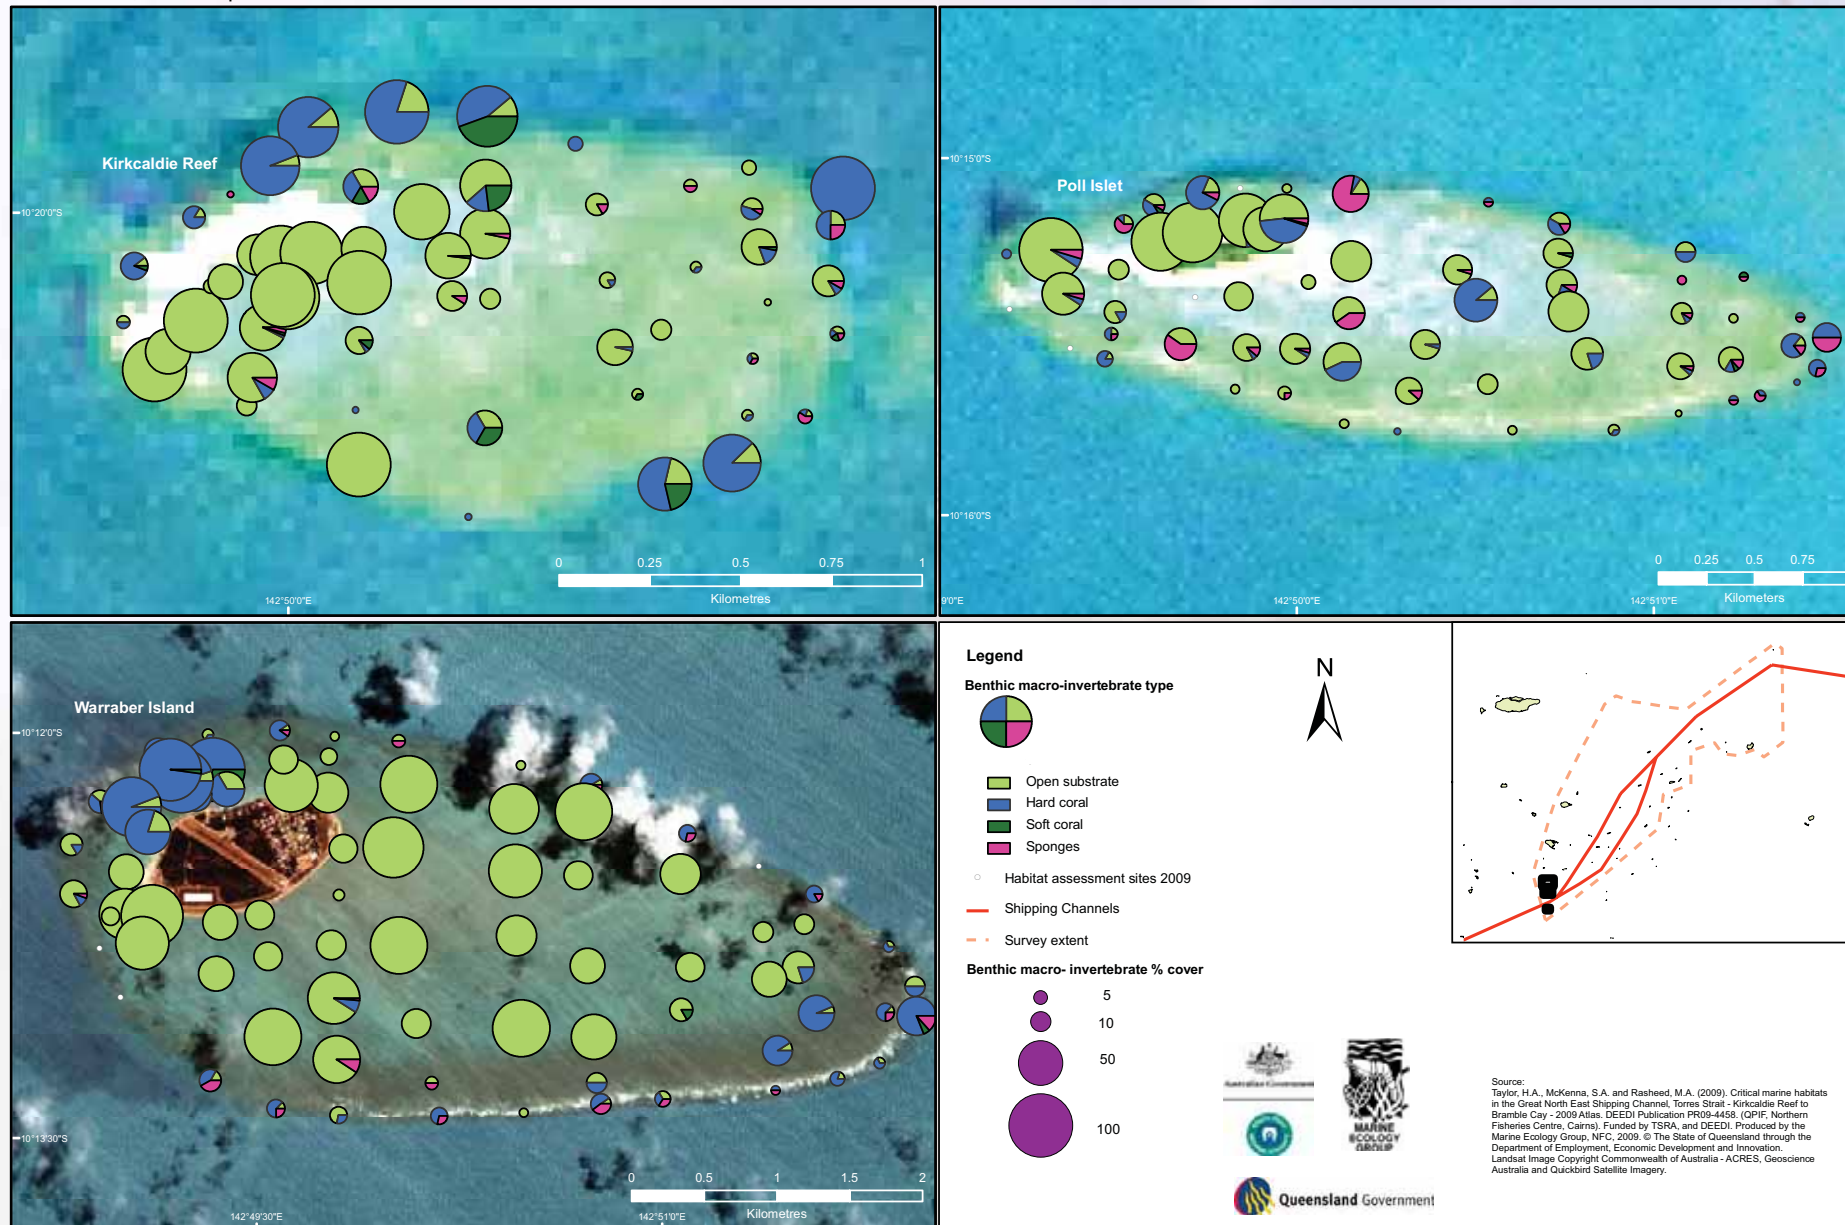 Kirkcaldie Reef
10°20'0"S
0 0.25 0.5 0.75 1
Kilometres
142°50'0"E
Poll Islet
10°15'0"S
10°16'0"S
0 0.25 0.5 0.75
Kilometers
9'0"E
142°50'0"E
142°51'0"E
Warraber Island
10°12'0"S
10°13'30"S
0 0.5 1 1.5 2
Kilometres
142°49'30"E
142°51'0"E
Legend
Benthic macro-invertebrate type
Open substrate
Hard coral
Soft coral
Sponges
Habitat assessment sites 2009
Shipping Channels
Survey extent
Benthic macro- invertebrate % cover
5
10
50
100
N
Australian Government
MARINE
ECOLOGY
GROUP
Queensland Government
Source:
Taylor, H.A., McKenna, S.A. and Rasheed, M.A. (2009). Critical marine habitats
in the Great North East Shipping Channel, Torres Strait - Kirkcaldie Reef to
Bramble Cay - 2009 Atlas. DEEDI Publication PR09-4458. (QPIF, Northern
Fisheries Centre, Cairns). Funded by TSRA, and DEEDI. Produced by the
Marine Ecology Group, NFC, 2009. © The State of Queensland through the
Department of Employment, Economic Development and Innovation.
Landsat Image Copyright Commonwealth of Australia - ACRES, Geoscience
Australia and Quickbird Satellite Imagery.